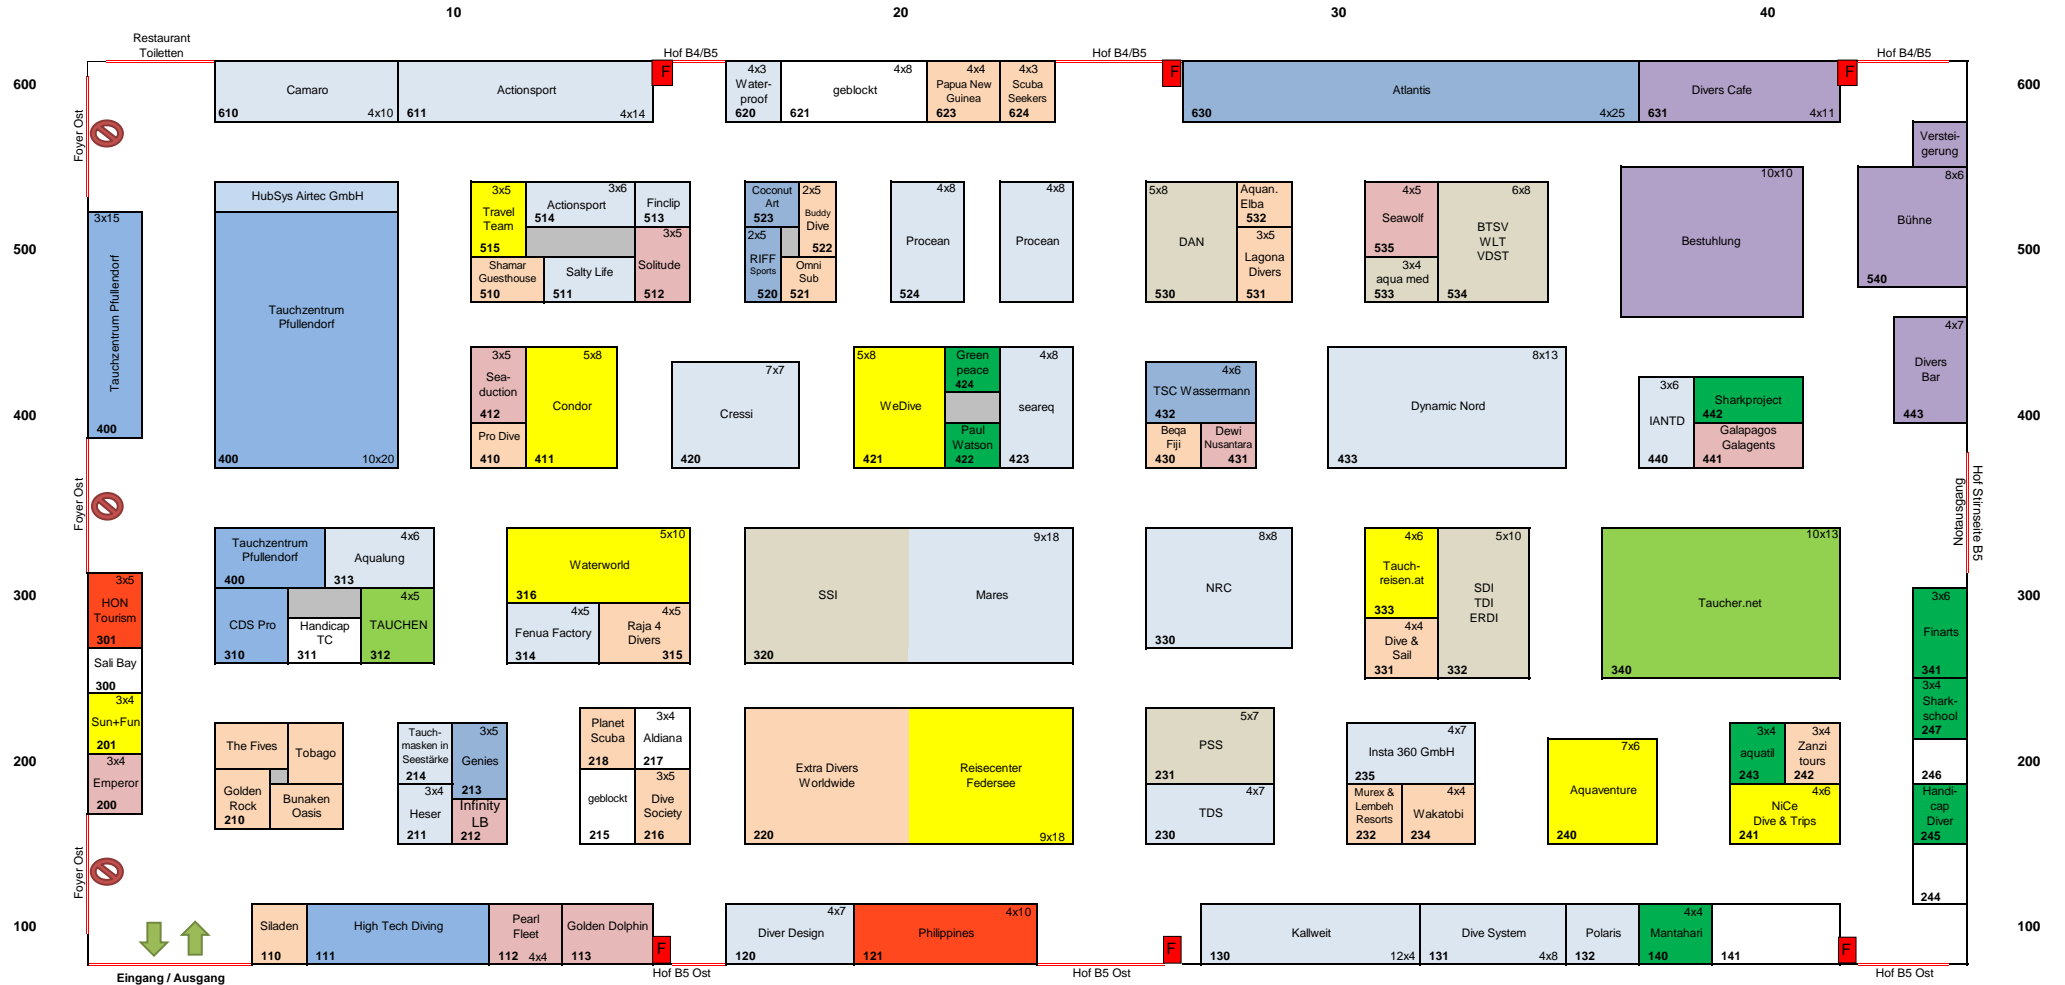 10 20 30 40
Restaurant
Toiletten
Hof B4/B5 Hof B4/B5 Hof B4/B5
600 600
Foyer Ost
Camaro
610 4x10
Actionsport
611 4x14
F
4x3
Water-
proof
620
4x8
geblockt
621
4x4
Papua New
Guinea
623
4x3
Scuba
Seekers
624
F
Atlantis
630 4x25
Divers Cafe
631 4x11
F
Verstei-
gerung
8x6
Bühne
540
500 500
3x15
Tauchzentrum Pfullendorf
400
HubSys Airtec GmbH
Tauchzentrum
Pfullendorf
400 10x20
3x5
Travel
Team
515
3x6
Actionsport
514
Finclip
513
Shamar
Guesthouse
510
Salty Life
511
3x5
Solitude
512
Coconut
Art
523
2x5
Buddy
Dive
522
2x5
RIFF
Sports
520
Omni
Sub
521
4x8
Procean
524
4x8
Procean
5x8
DAN
530
Aquan.
Elba
532
3x5
Lagona
Divers
531
4x5
Seawolf
535
3x4
aqua med
533
6x8
BTSV
WLT
VDST
534
10x10
Bestuhlung
400 400
3x5
Sea-
duction
412
Pro Dive
410
5x8
Condor
411
7x7
Cressi
420
5x8
WeDive
421
Green
peace
424
Paul
Watson
422
4x8
seareq
423
4x6
TSC Wassermann
432
Beqa
Fiji
430
Dewi
Nusantara
431
8x13
Dynamic Nord
433
3x6
IANTD
440
Sharkproject
442
Galapagos
Galagents
441
4x7
Divers
Bar
443
Foyer Ost
Notausgang
Hof Stirnseite B5
300 300
3x5
HON
Tourism
301
Sali Bay
300
3x4
Sun+Fun
201
3x4
Emperor
200
Tauchzentrum
Pfullendorf
400
4x6
Aqualung
313
CDS Pro
310
Handicap
TC
311
4x5
TAUCHEN
312
5x10
Waterworld
316
4x5
Fenua Factory
314
4x5
Raja 4
Divers
315
SSI
320
9x18
Mares
8x8
NRC
330
4x6
Tauch-
reisen.at
333
4x4
Dive &
Sail
331
5x10
SDI
TDI
ERDI
332
10x13
Taucher.net
340
3x6
Finarts
341
3x4
Shark-
school
247
246
Handi-
cap
Diver
245
244
200 200
The Fives
Tobago
Golden
Rock
210
Bunaken
Oasis
Tauch-
masken in
Seestärke
214
3x5
Genies
213
3x4
Heser
211
Infinity
LB
212
Planet
Scuba
218
3x4
Aldiana
217
geblockt
215
3x5
Dive
Society
216
Extra Divers
Worldwide
220
Reisecenter
Federsee
9x18
5x7
PSS
231
4x7
TDS
230
4x7
Insta 360 GmbH
235
Murex &
Lembeh
Resorts
232
4x4
Wakatobi
234
7x6
Aquaventure
240
3x4
aquatil
243
3x4
Zanzi
tours
242
4x6
NiCe
Dive & Trips
241
Foyer Ost
100 100
Siladen
110
High Tech Diving
111
Pearl
Fleet
112 4x4
Golden Dolphin
113
F
4x7
Diver Design
120
4x10
Philippines
121
F
Kallweit
130 12x4
Dive System
131 4x8
Polaris
132
4x4
Mantahari
140
141
F
Eingang / Ausgang
Hof B5 Ost Hof B5 Ost Hof B5 Ost